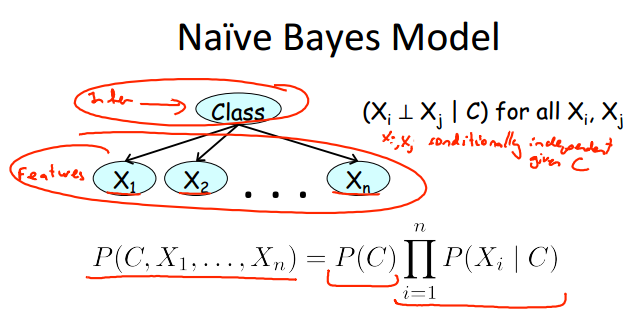 Naïve Bayes Model
Infer
Class
(Xi ⊥ Xj | C) for all Xi, Xj
Xi, Xj conditionally independent
given C
Features
X1 X2 . . . Xn
P(C, X1, . . . , Xn) = P(C) ∏ i=1 n P(Xi | C)